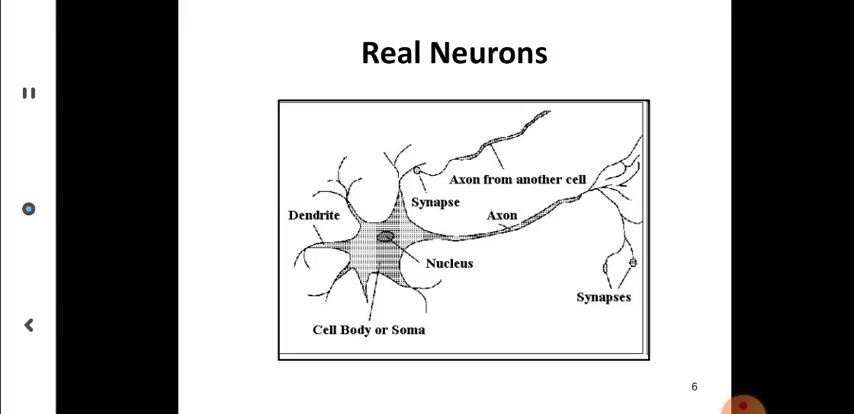 Real Neurons
Axon from another cell
Synapse
Dendrite
Axon
Nucleus
Synapses
Cell Body or Soma
6